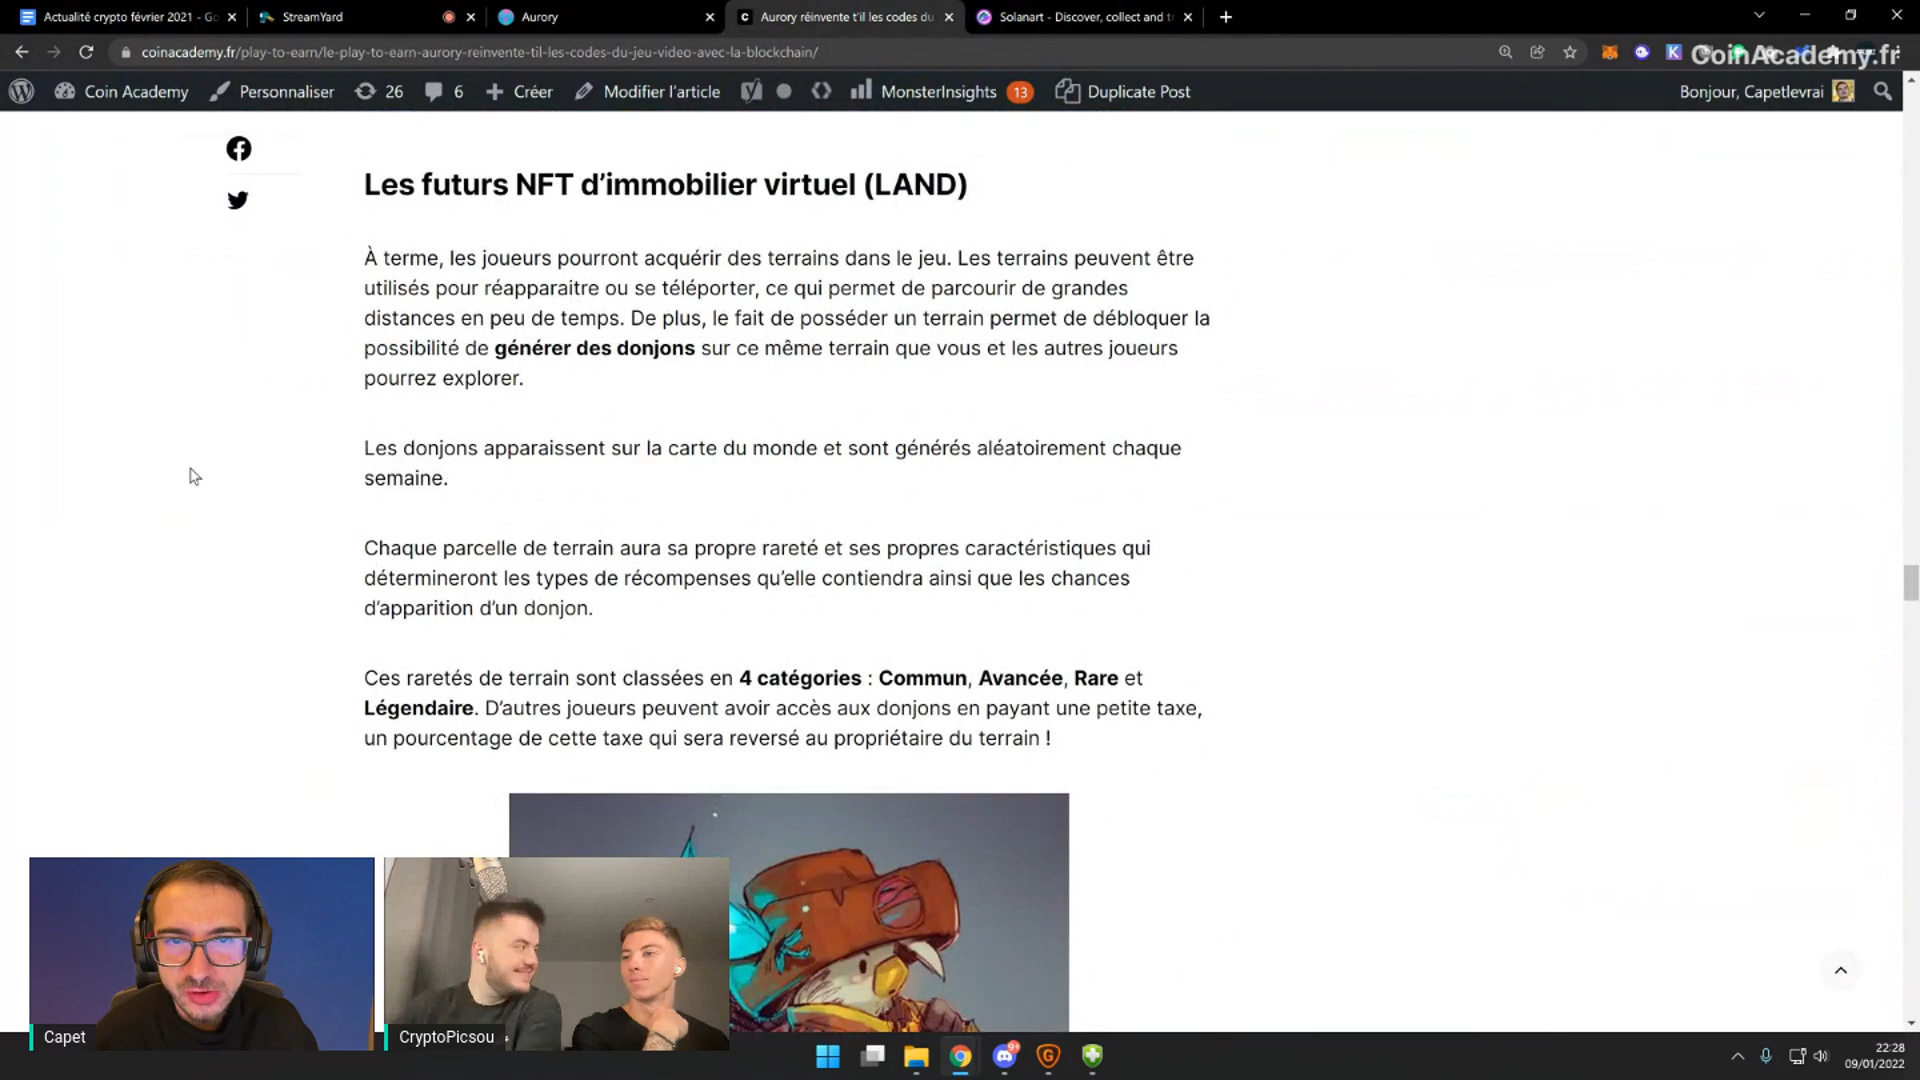 Actualité crypto février 2021 - Go
StreamYard
Aurory
Aurory réinvente t'il les codes du
Solanart - Discover, collect and tr
coinacademy.fr/play-to-earn/le-play-to-earn-aurory-reinvente-til-les-codes-du-jeu-video-avec-la-blockchain/
CoinAcademy.fr
Coin Academy
Personnaliser
26
6
Créer
Modifier l'article
MonsterInsights 13
Duplicate Post
Bonjour, Capetlevrai
Les futurs NFT d'immobilier virtuel (LAND)
À terme, les joueurs pourront acquérir des terrains dans le jeu. Les terrains peuvent être
utilisés pour réapparaitre ou se téléporter, ce qui permet de parcourir de grandes
distances en peu de temps. De plus, le fait de posséder un terrain permet de débloquer la
possibilité de générer des donjons sur ce même terrain que vous et les autres joueurs
pourrez explorer.
Les donjons apparaissent sur la carte du monde et sont générés aléatoirement chaque
semaine.
Chaque parcelle de terrain aura sa propre rareté et ses propres caractéristiques qui
détermineront les types de récompenses qu'elle contiendra ainsi que les chances
d'apparition d'un donjon.
Ces raretés de terrain sont classées en 4 catégories : Commun, Avancée, Rare et
Légendaire. D'autres joueurs peuvent avoir accès aux donjons en payant une petite taxe,
un pourcentage de cette taxe qui sera reversé au propriétaire du terrain !
Capet
CryptoPicsou
9+
22:28
09/01/2022